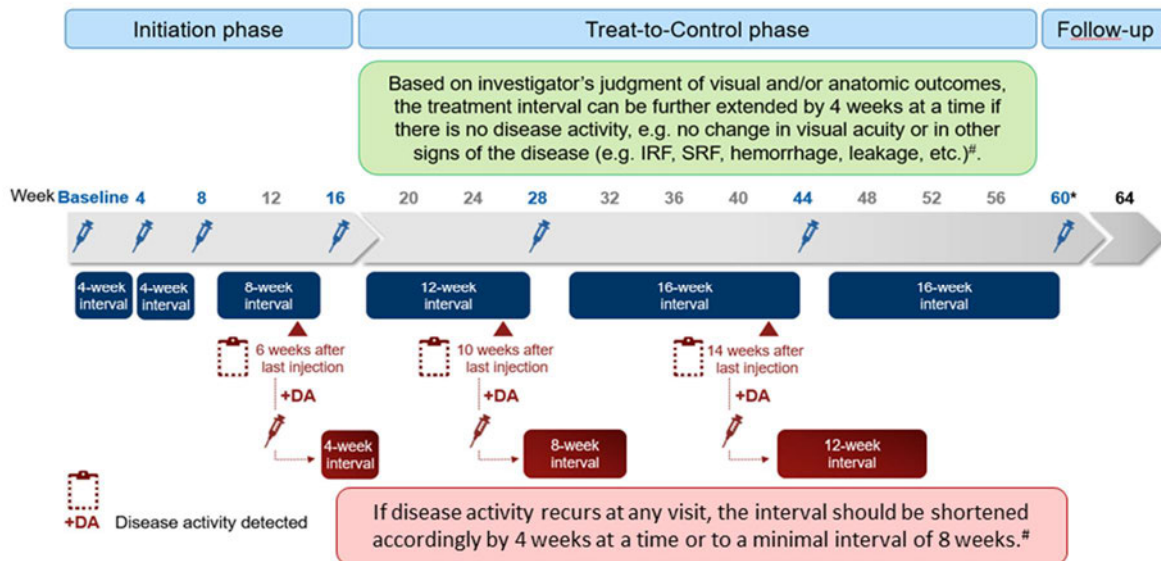 Initiation phase
Treat-to-Control phase
Follow-up
Based on investigator's judgment of visual and/or anatomic outcomes,
the treatment interval can be further extended by 4 weeks at a time if
there is no disease activity, e.g. no change in visual acuity or in other
signs of the disease (e.g. IRF, SRF, hemorrhage, leakage, etc.)#.
Week Baseline 4 8 12 16 20 24 28 32 36 40 44 48 52 56 60* 64
4-week
interval
4-week
interval
8-week
interval
12-week
interval
16-week
interval
16-week
interval
6 weeks after
last injection
10 weeks after
last injection
14 weeks after
last injection
+DA
+DA
+DA
4-week
interval
8-week
interval
12-week
interval
+DA Disease activity detected
If disease activity recurs at any visit, the interval should be shortened
accordingly by 4 weeks at a time or to a minimal interval of 8 weeks.#